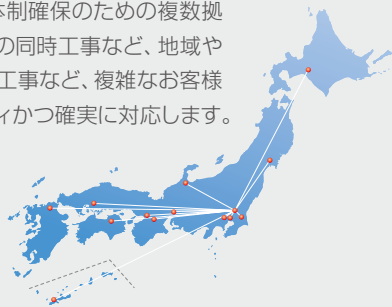 体制確保のための複数拠
の同時工事など、地域や
工事など、複雑なお客様
ィかつ確実に対応します。